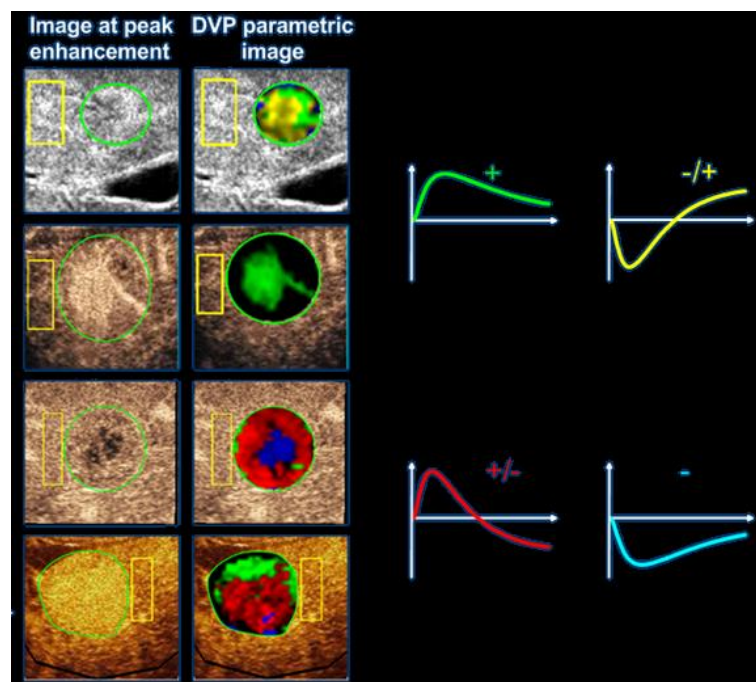 Image at peak
enhancement
DVP parametric
image
+
-/+
+/-
-